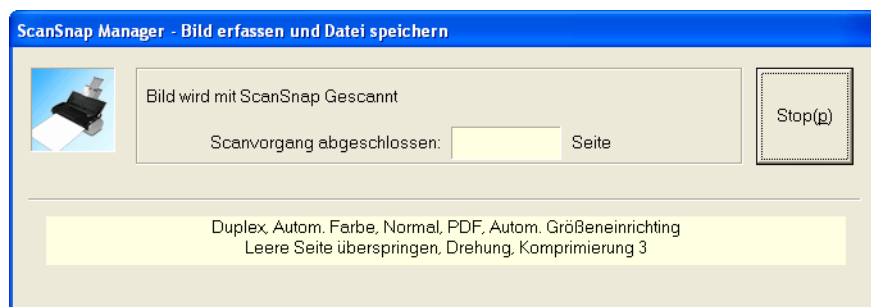 ScanSnap Manager - Bild erfassen und Datei speichern
Bild wird mit ScanSnap Gescannt
Scanvorgang abgeschlossen: Seite
Stop(p)
Duplex, Autom. Farbe, Normal, PDF, Autom. Größeneinrichting
Leere Seite überspringen, Drehung, Komprimierung 3